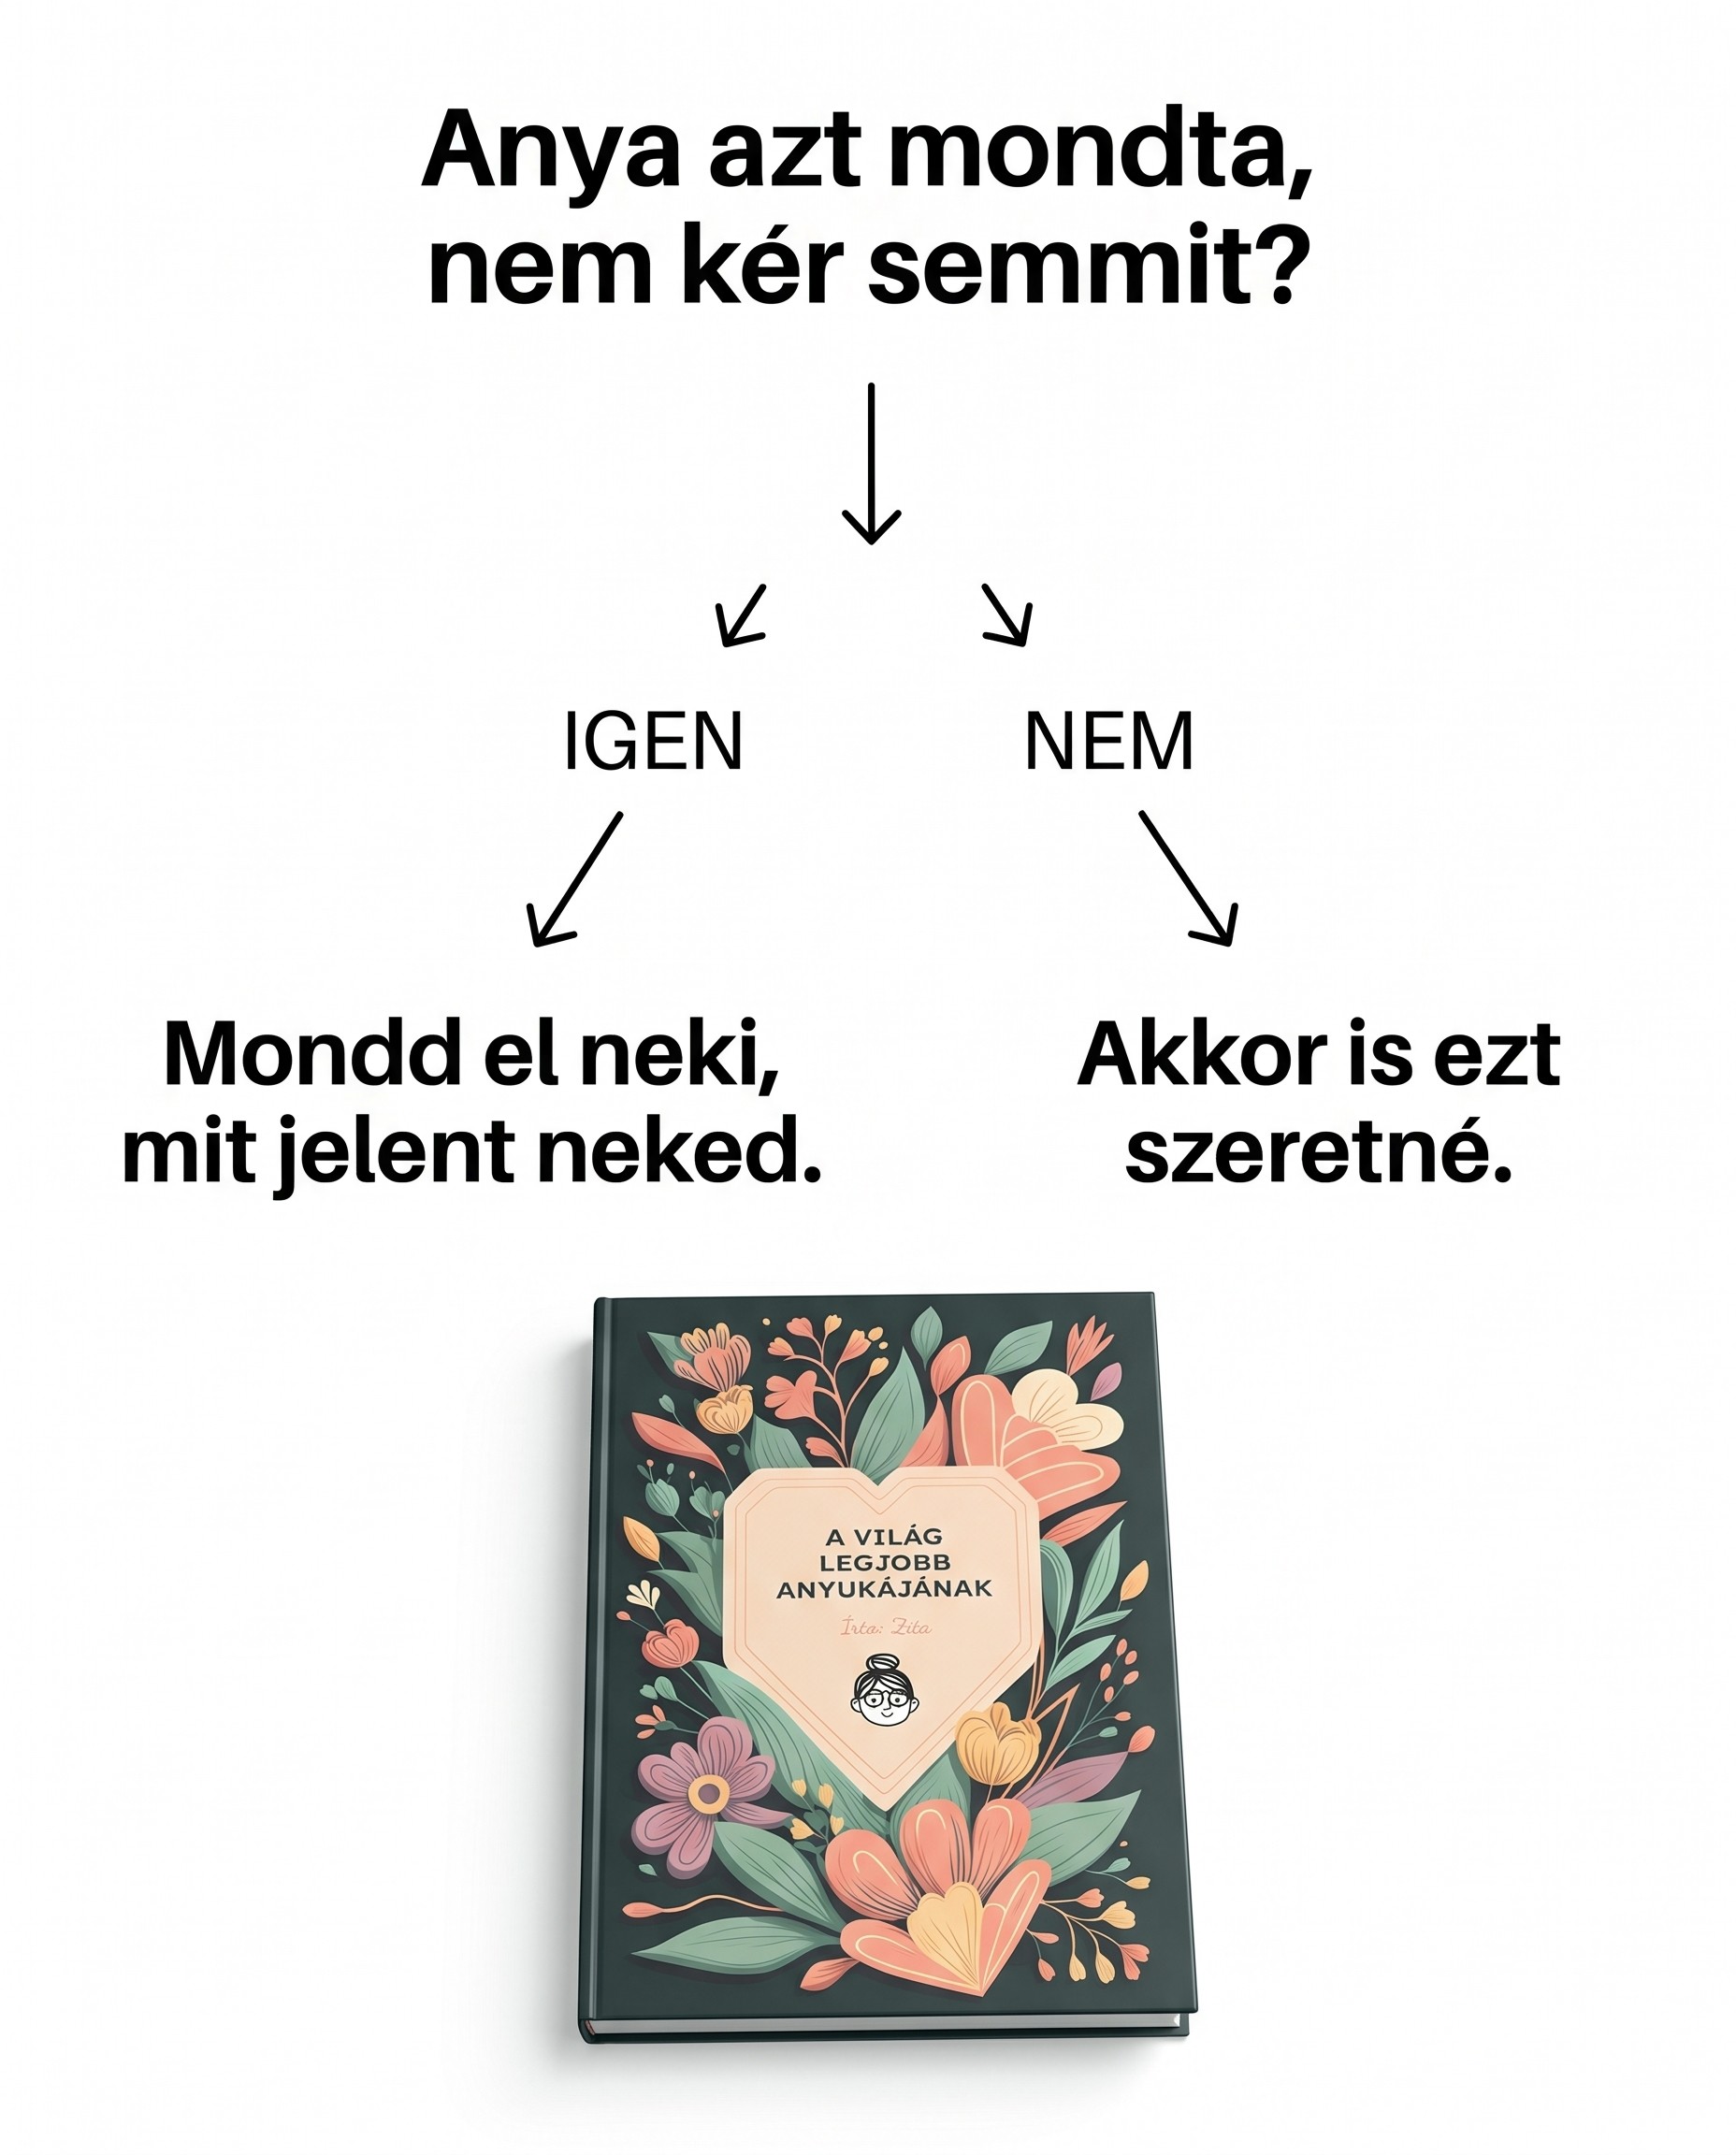 Anya azt mondta,
nem kér semmit?
IGEN
NEM
Mondd el neki,
mit jelent neked.
Akkor is ezt
szeretné.
A VILÁG
LEGJOBB
ANYUKÁJÁNAK
Írta: Zita